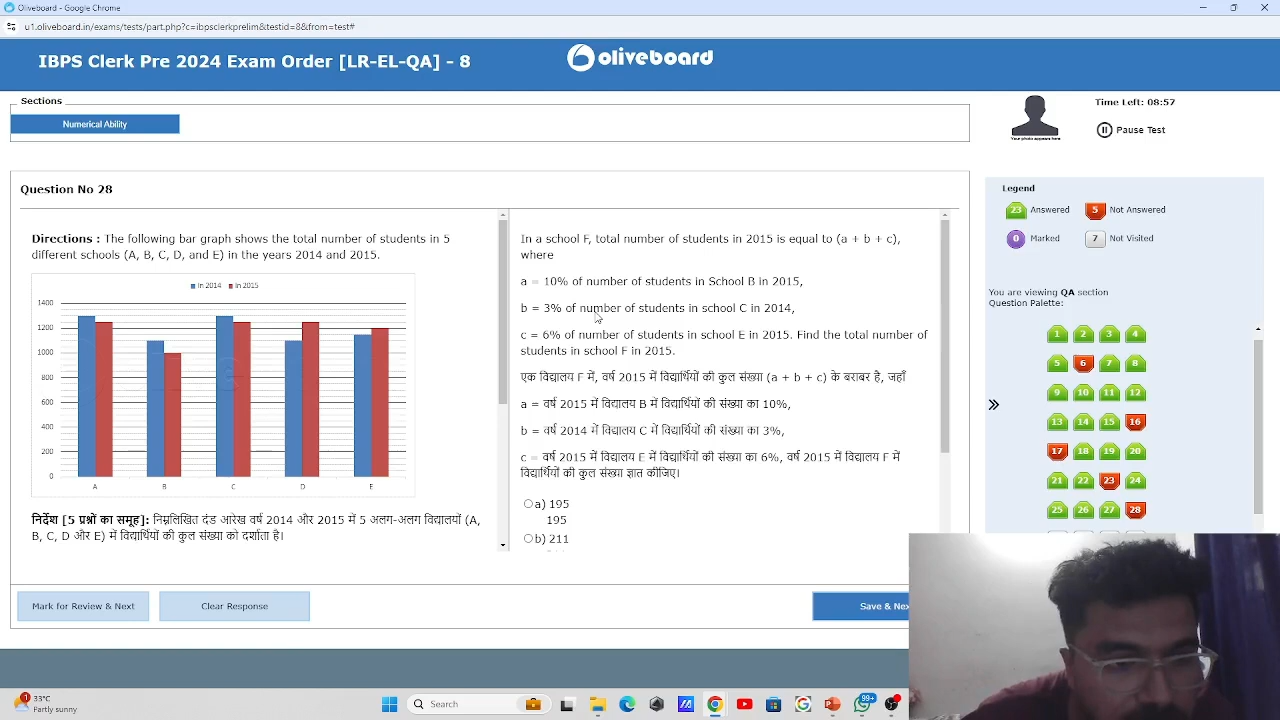 Oliveboard - Google Chrome
u1.oliveboard.in/exams/tests/part.php?c=ibpsclerkprelim&testid=8&from=test#
IBPS Clerk Pre 2024 Exam Order [LR-EL-QA] - 8
oliveboard
Sections
Numerical Ability
Your photo appears here
Time Left: 08:57
Pause Test
Question No 28
Directions : The following bar graph shows the total number of students in 5
different schools (A, B, C, D, and E) in the years 2014 and 2015.
In 2014 In 2015
1400
1200
1000
800
600
400
200
0
A B C D E
निर्देश [5 प्रश्नों का समूह]: निम्नलिखित दंड आरेख वर्ष 2014 और 2015 में 5 अलग-अलग विद्यालयों (A,
B, C, D और E) में विद्यार्थियों की कुल संख्या को दर्शाता है।
In a school F, total number of students in 2015 is equal to (a + b + c),
where
a = 10% of number of students in School B in 2015,
b = 3% of number of students in school C in 2014,
c = 6% of number of students in school E in 2015. Find the total number of
students in school F in 2015.
एक विद्यालय F में, वर्ष 2015 में विद्यार्थियों की कुल संख्या (a + b + c) के बराबर है, जहाँ
a = वर्ष 2015 में विद्यालय B में विद्यार्थियों की संख्या का 10%,
b = वर्ष 2014 में विद्यालय C में विद्यार्थियों की संख्या का 3%,
c = वर्ष 2015 में विद्यालय E में विद्यार्थियों की संख्या का 6%, वर्ष 2015 में विद्यालय F में
विद्यार्थियों की कुल संख्या ज्ञात कीजिए।
a) 195
195
b) 211
Legend
23 Answered 5 Not Answered
0 Marked 7 Not Visited
You are viewing QA section
Question Palette:
1 2 3 4
5 6 7 8
9 10 11 12
13 14 15 16
17 18 19 20
21 22 23 24
25 26 27 28
Mark for Review & Next
Clear Response
Save & Nex
1
33°C
Partly sunny
Search
99+